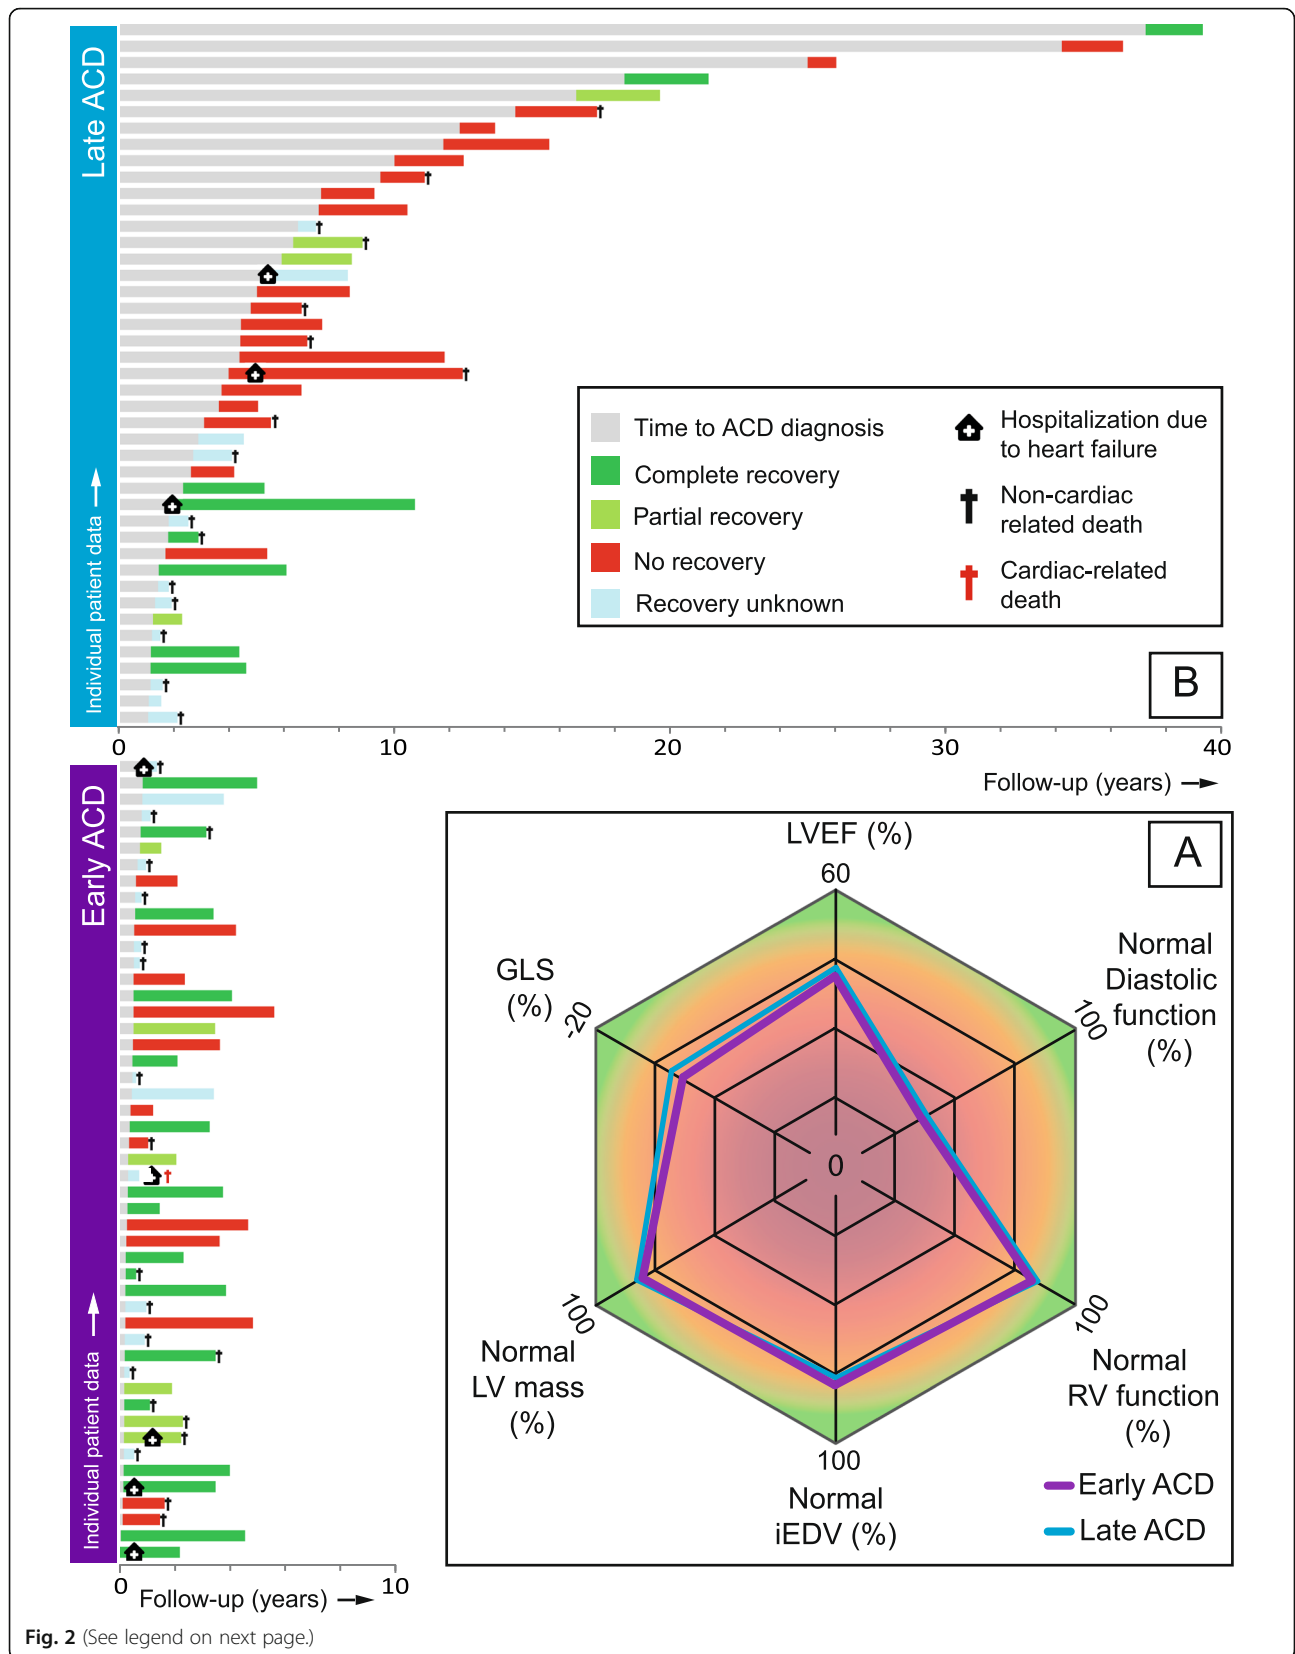 Late ACD
Individual patient data
Time to ACD diagnosis
Complete recovery
Partial recovery
No recovery
Recovery unknown
Hospitalization due
to heart failure
Non-cardiac
related death
Cardiac-related
death
B
0 10 20 30 40
Follow-up (years)
Early ACD
Individual patient data
0 10
Follow-up (years)
A
LVEF (%)
60
Normal
Diastolic
function
(%)
100
GLS
(%)
-20
0
100
Normal
LV mass
(%)
100
Normal
RV function
(%)
100
Normal
iEDV (%)
Early ACD
Late ACD
Fig. 2 (See legend on next page.)